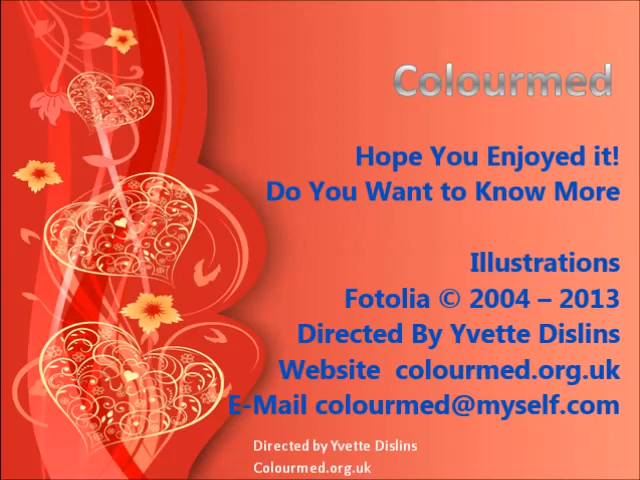 Colourmed
Hope You Enjoyed it!
Do You Want to Know More
Illustrations
Fotolia © 2004 – 2013
Directed By Yvette Dislins
Website  colourmed.org.uk
E-Mail colourmed@myself.com
Directed by Yvette Dislins
Colourmed.org.uk